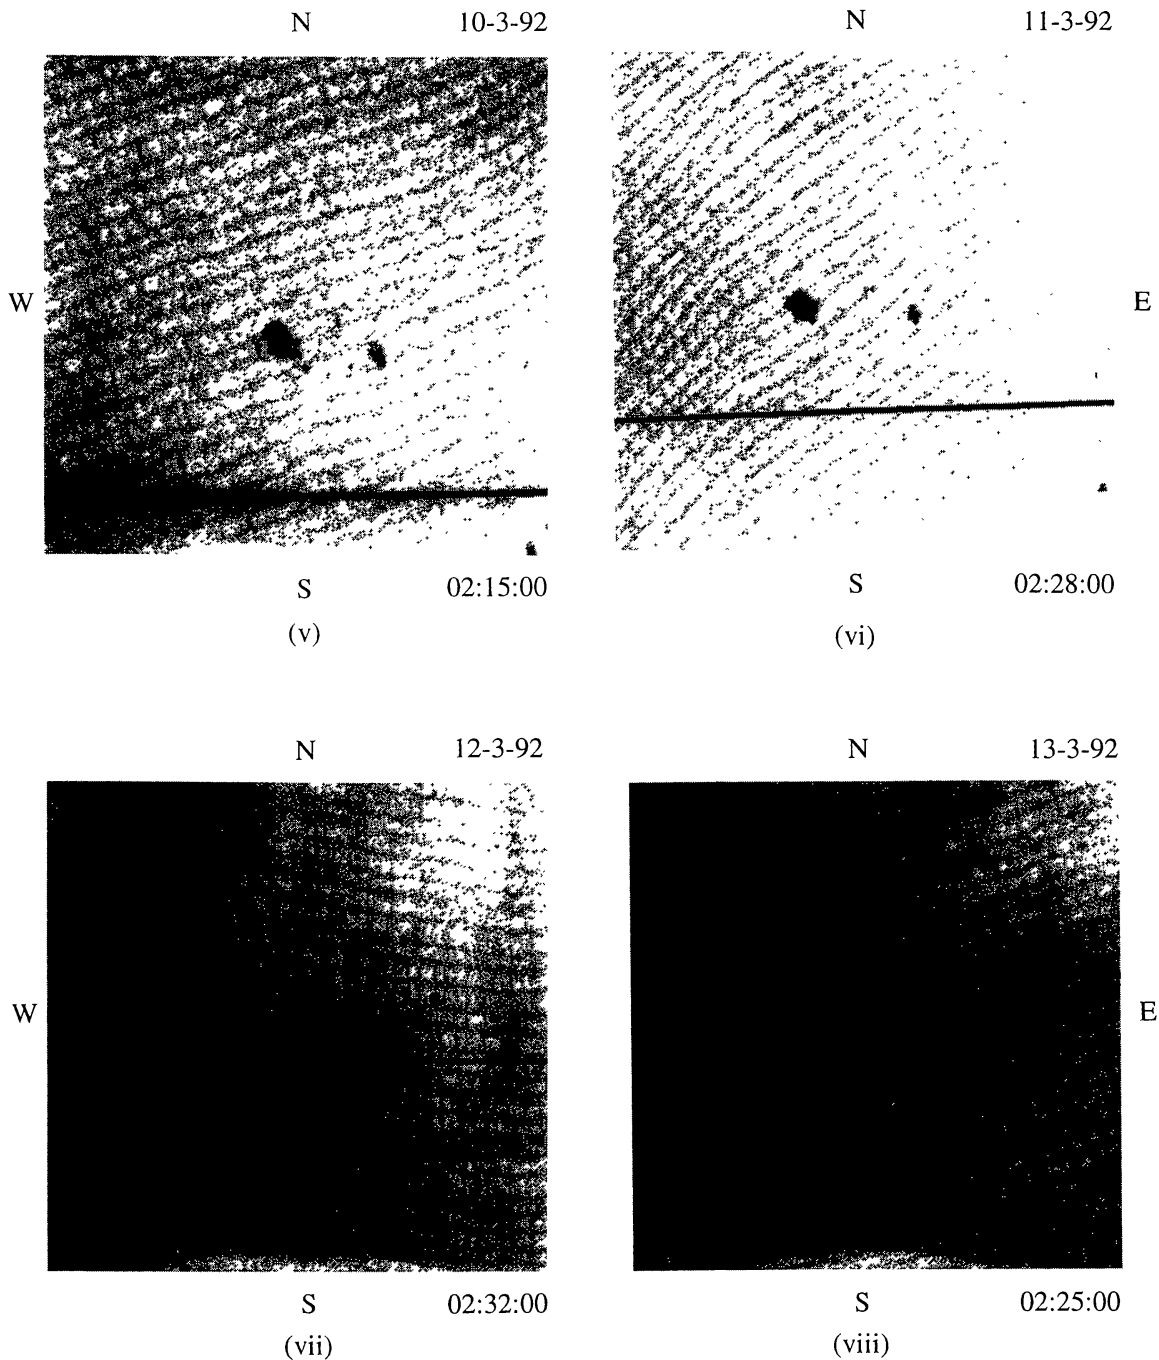 N 10-3-92
N 11-3-92
W
E
S 02:15:00
S 02:28:00
(v)
(vi)
N 12-3-92
N 13-3-92
W
E
S 02:32:00
S 02:25:00
(vii)
(viii)